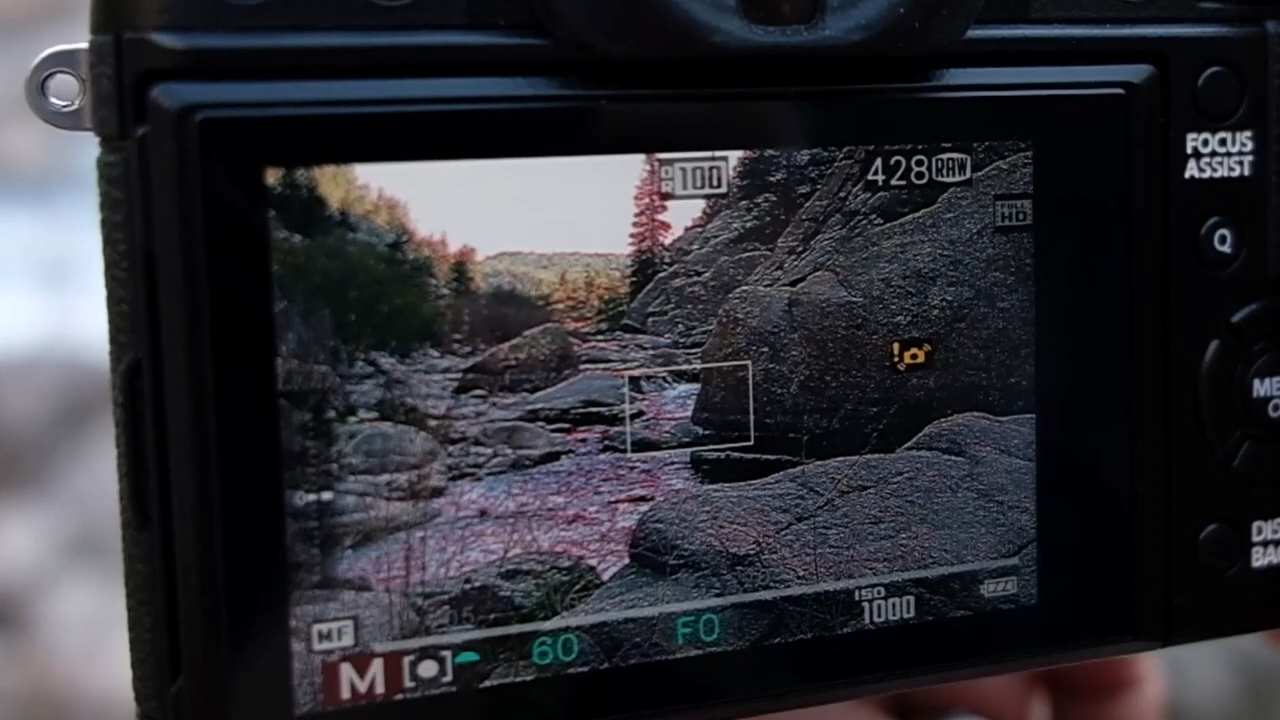 DR 100
428 RAW
FULL HD
FOCUS
ASSIST
Q
MF
M
60
F0
ISO
1000